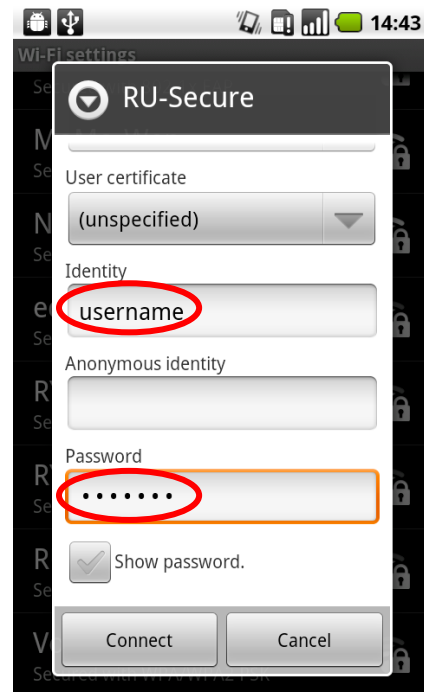 14:43
Wi-Fi settings
RU-Secure
User certificate
(unspecified)
Identity
username
Anonymous identity
Password
•••••••
Show password.
Connect
Cancel
Secured with WPA/WPA2 PSK